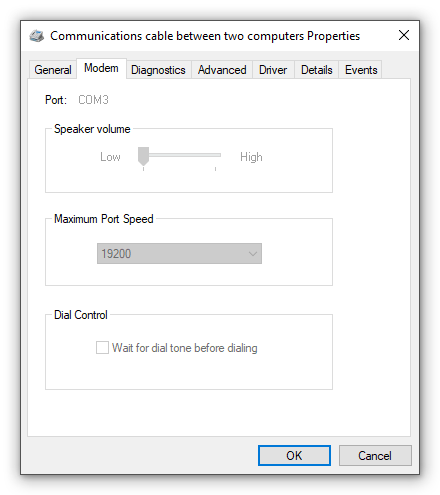 Communications cable between two computers Properties
General Modem Diagnostics Advanced Driver Details Events
Port: COM3
Speaker volume
Low High
Maximum Port Speed
19200
Dial Control
Wait for dial tone before dialing
OK Cancel